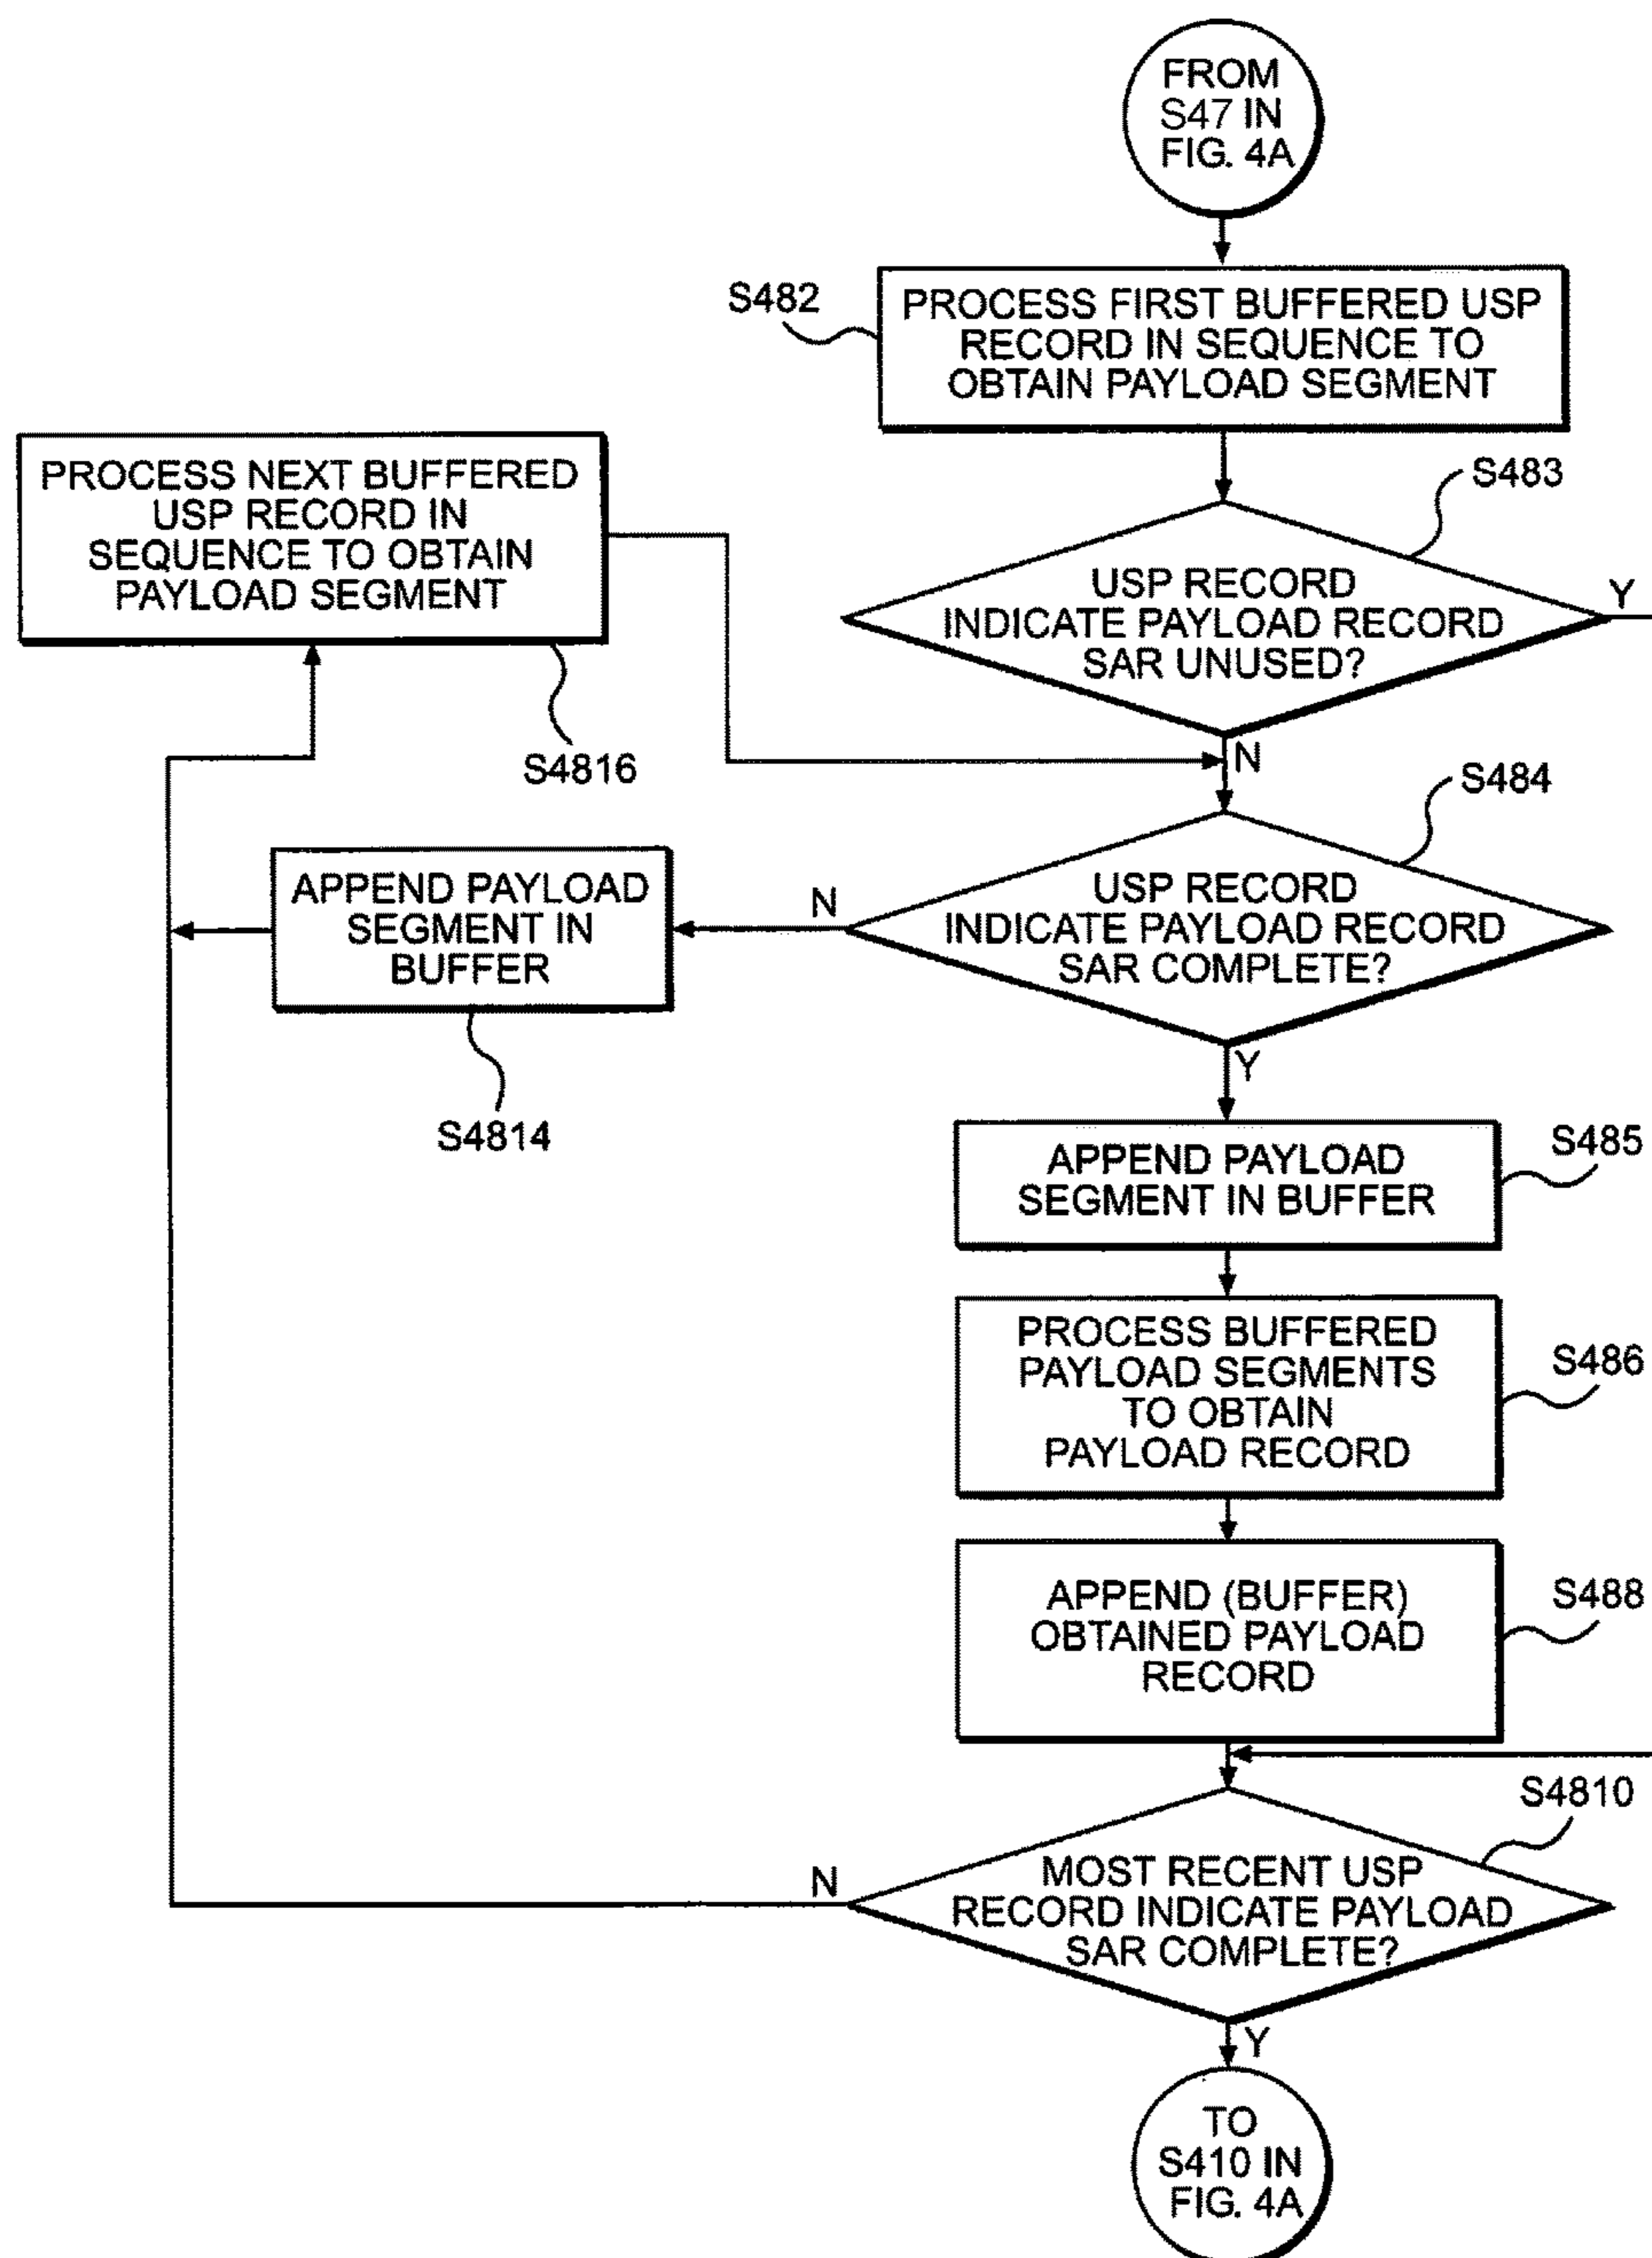 FROM
S47 IN
FIG. 4A
S482
PROCESS FIRST BUFFERED USP
RECORD IN SEQUENCE TO
OBTAIN PAYLOAD SEGMENT
PROCESS NEXT BUFFERED
USP RECORD IN
SEQUENCE TO OBTAIN
PAYLOAD SEGMENT
S4816
S483
USP RECORD
INDICATE PAYLOAD RECORD
SAR UNUSED?
Y
N
S484
USP RECORD
INDICATE PAYLOAD RECORD
SAR COMPLETE?
N
APPEND PAYLOAD
SEGMENT IN
BUFFER
S4814
Y
APPEND PAYLOAD
SEGMENT IN BUFFER
S485
PROCESS BUFFERED
PAYLOAD SEGMENTS
TO OBTAIN
PAYLOAD RECORD
S486
APPEND (BUFFER)
OBTAINED PAYLOAD
RECORD
S488
S4810
MOST RECENT USP
RECORD INDICATE PAYLOAD
SAR COMPLETE?
N
Y
TO
S410 IN
FIG. 4A